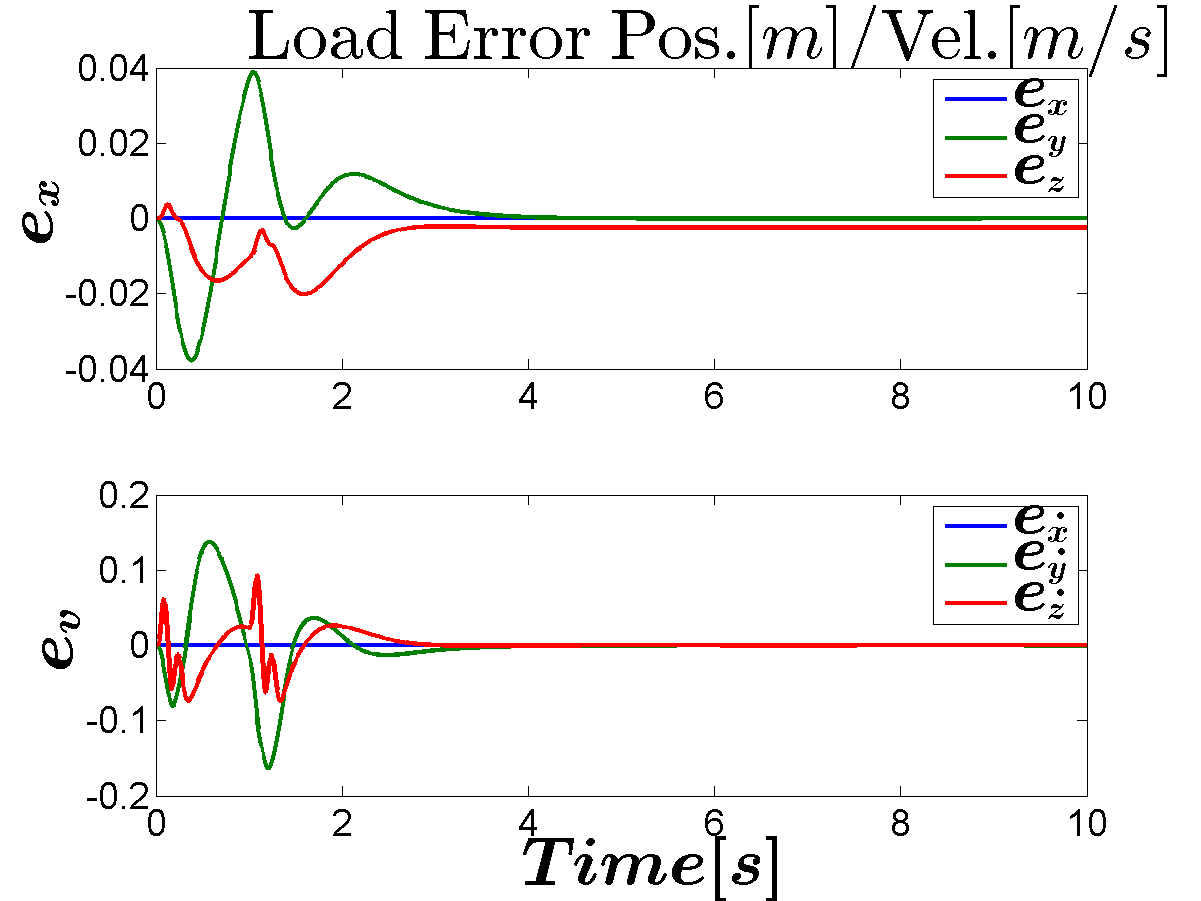 Load Error Pos.[m]/Vel.[m/s]
0.04
0.02
0
-0.02
-0.04
e_x
e_x
e_y
e_z
0 2 4 6 8 10
0.2
0.1
0
-0.1
-0.2
e_v
e_ẋ
e_ẏ
e_ż
0 2 4 6 8 10
Time[s]